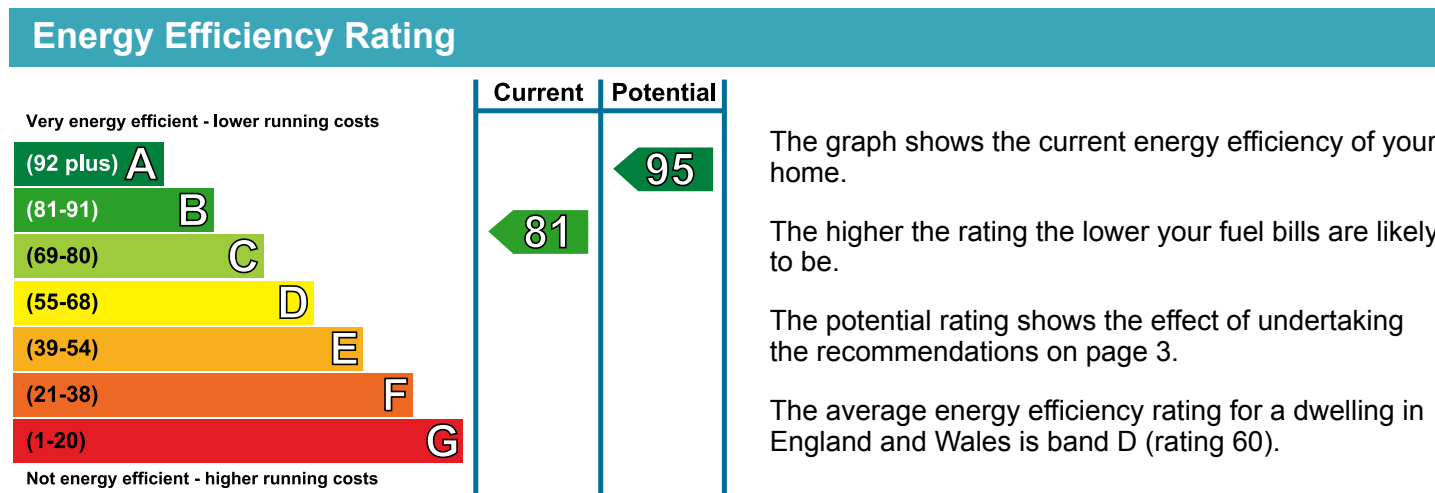 Energy Efficiency Rating
Current Potential
Very energy efficient - lower running costs
(92 plus) A
95
(81-91) B
81
(69-80) C
(55-68) D
(39-54) E
(21-38) F
(1-20) G
Not energy efficient - higher running costs
The graph shows the current energy efficiency of your
home.
The higher the rating the lower your fuel bills are likely
to be.
The potential rating shows the effect of undertaking
the recommendations on page 3.
The average energy efficiency rating for a dwelling in
England and Wales is band D (rating 60).